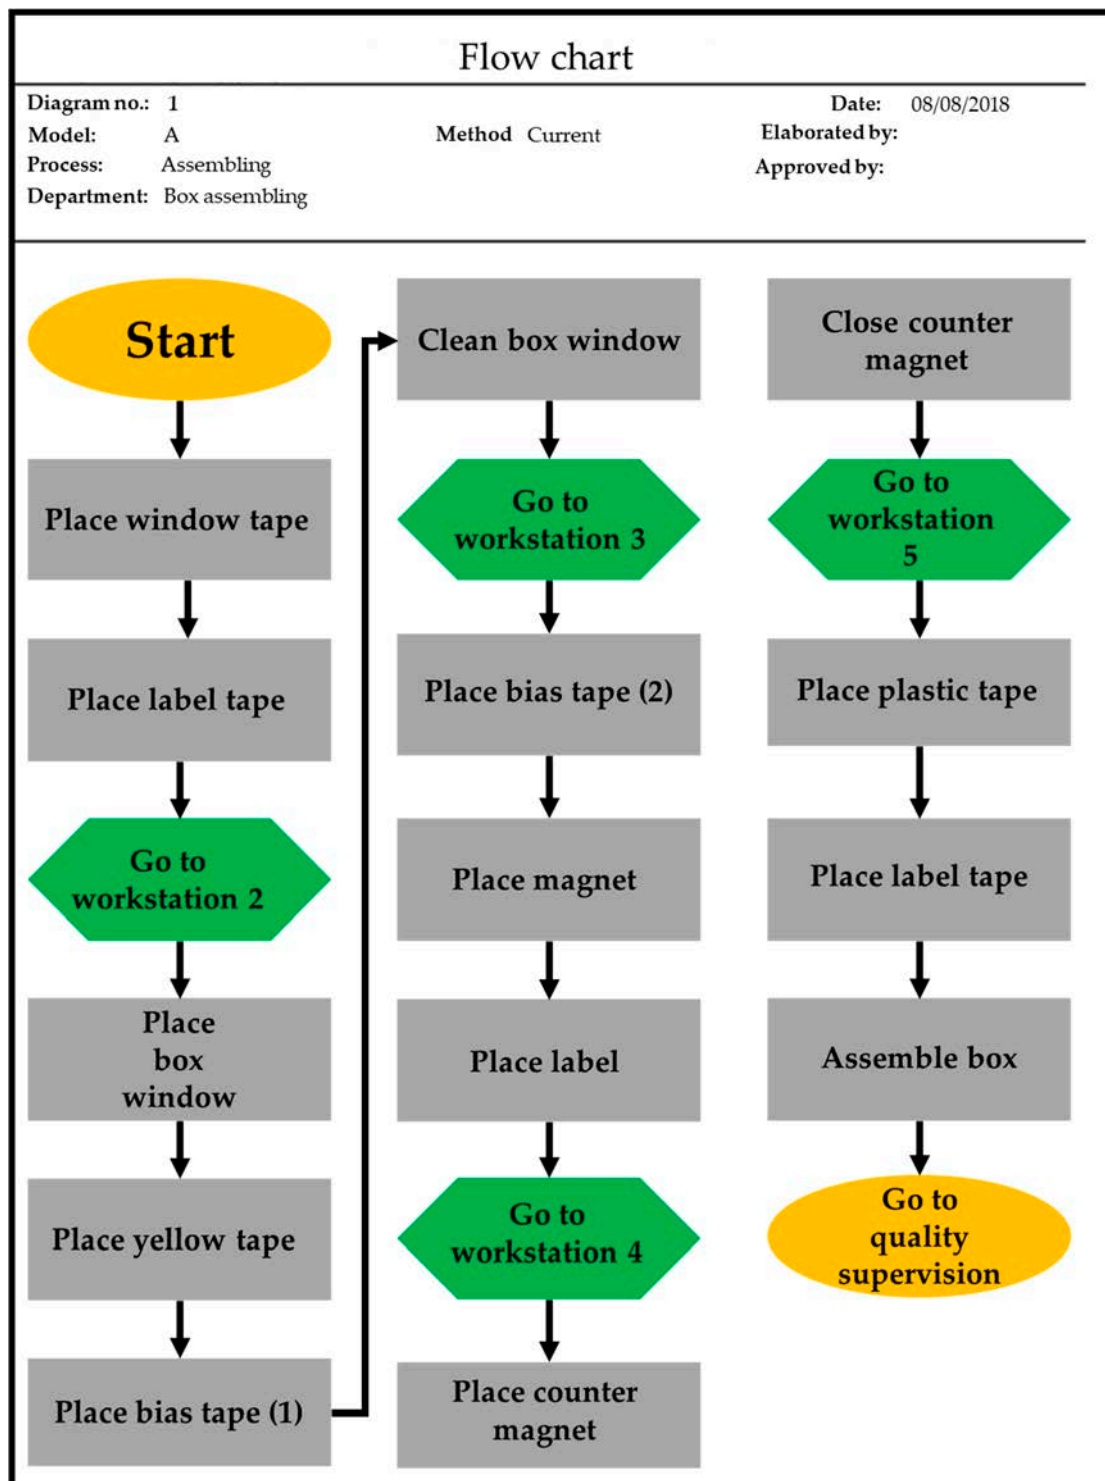 Flow chart
Diagram no.: 1
Date: 08/08/2018
Model: A
Method Current
Elaborated by:
Process: Assembling
Approved by:
Department: Box assembling
Start
Place window tape
Place label tape
Go to
workstation 2
Place
box
window
Place yellow tape
Place bias tape (1)
Clean box window
Go to
workstation 3
Place bias tape (2)
Place magnet
Place label
Go to
workstation 4
Place counter
magnet
Close counter
magnet
Go to
workstation
5
Place plastic tape
Place label tape
Assemble box
Go to
quality
supervision